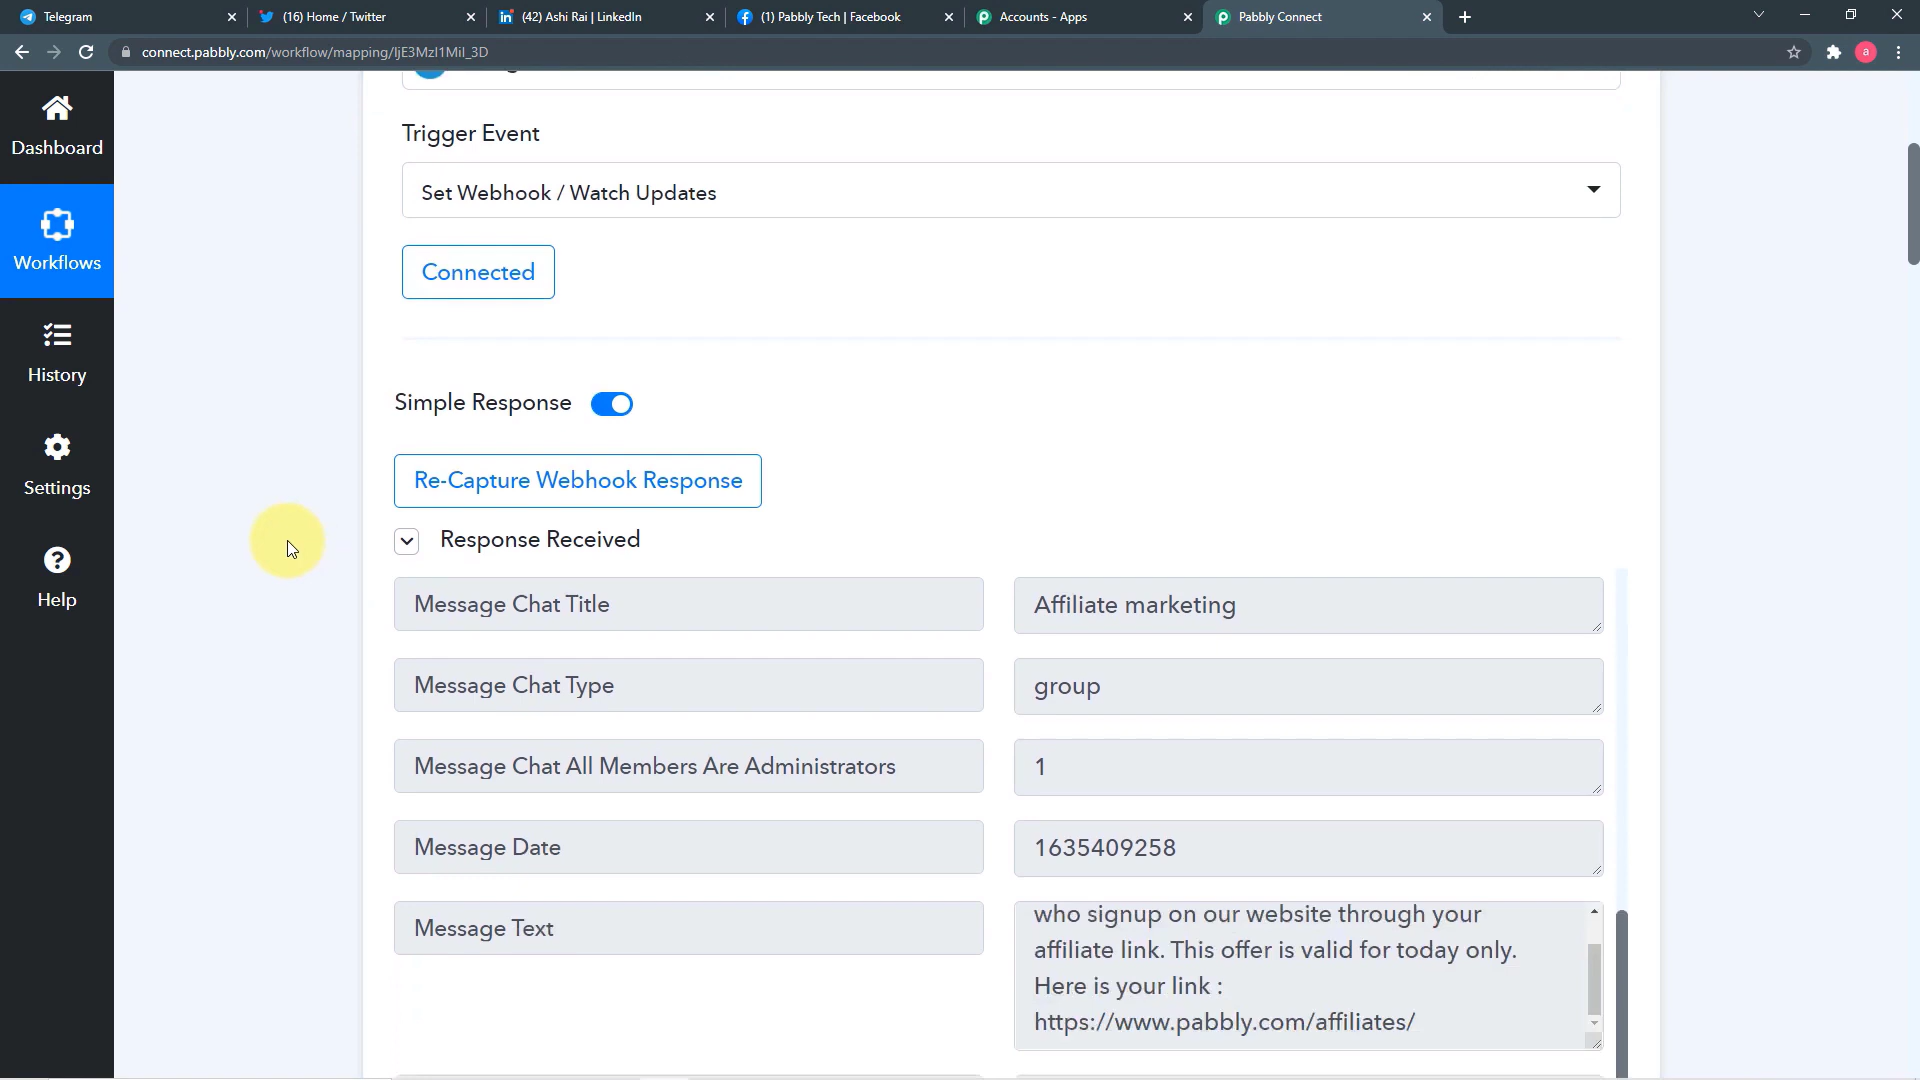 Telegram
(16) Home / Twitter
(42) Ashi Rai | LinkedIn
(1) Pabbly Tech | Facebook
Accounts - Apps
Pabbly Connect
connect.pabbly.com/workflow/mapping/IjE3MzI1MiI_3D
a
Dashboard
Workflows
History
Settings
Help
Trigger Event
Set Webhook / Watch Updates
Connected
Simple Response
Re-Capture Webhook Response
Response Received
Message Chat Title
Affiliate marketing
Message Chat Type
group
Message Chat All Members Are Administrators
1
Message Date
1635409258
Message Text
who signup on our website through your
affiliate link. This offer is valid for today only.
Here is your link :
https://www.pabbly.com/affiliates/